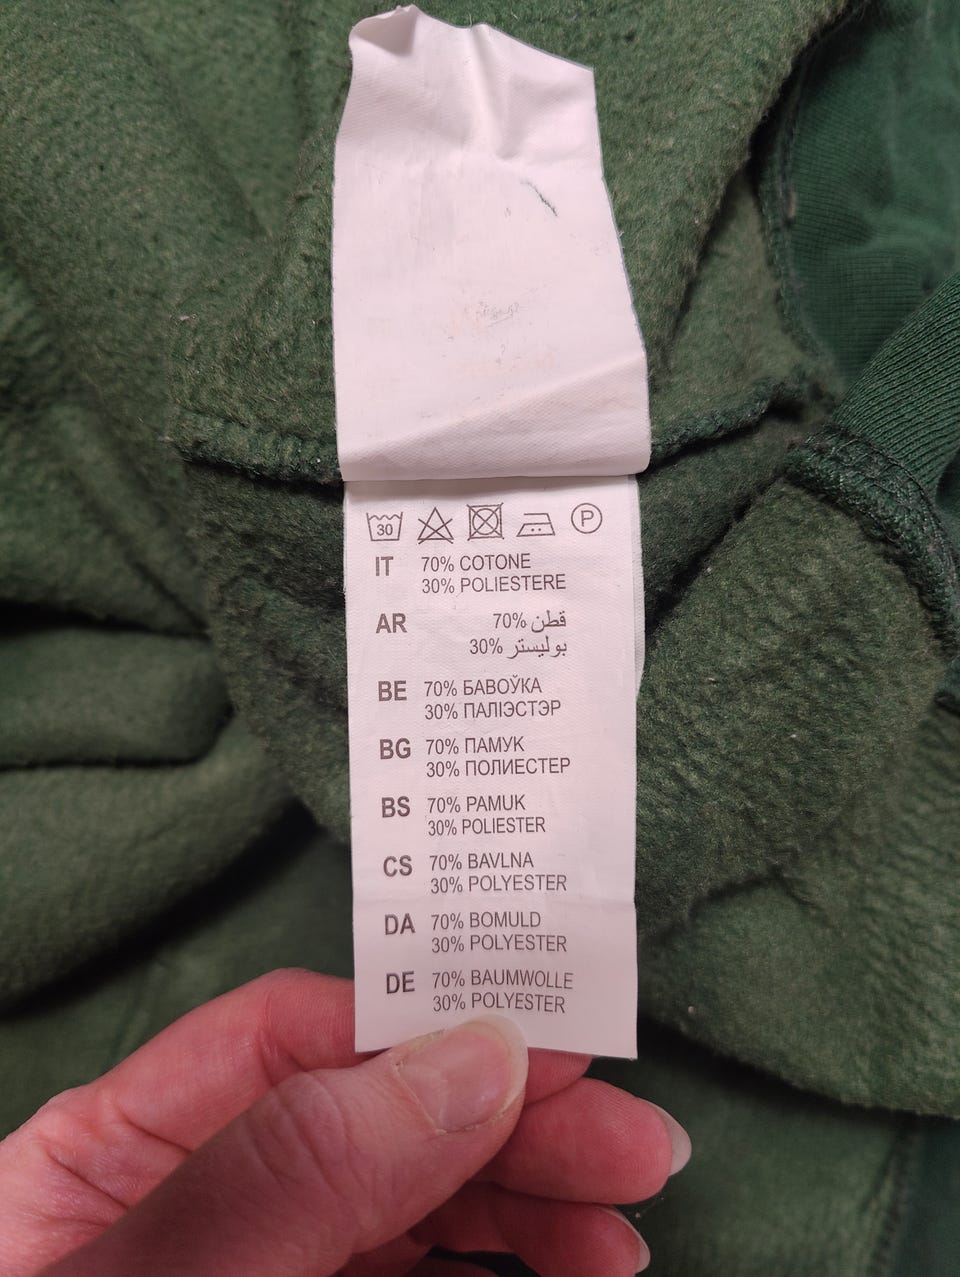 30 P
IT 70% COTONE
30% POLIESTERE
AR 70% قطن
30% بوليستر
BE 70% БАВОЎКА
30% ПАЛІЭСТЭР
BG 70% ПАМУК
30% ПОЛИЕСТЕР
BS 70% PAMUK
30% POLIESTER
CS 70% BAVLNA
30% POLYESTER
DA 70% BOMULD
30% POLYESTER
DE 70% BAUMWOLLE
30% POLYESTER